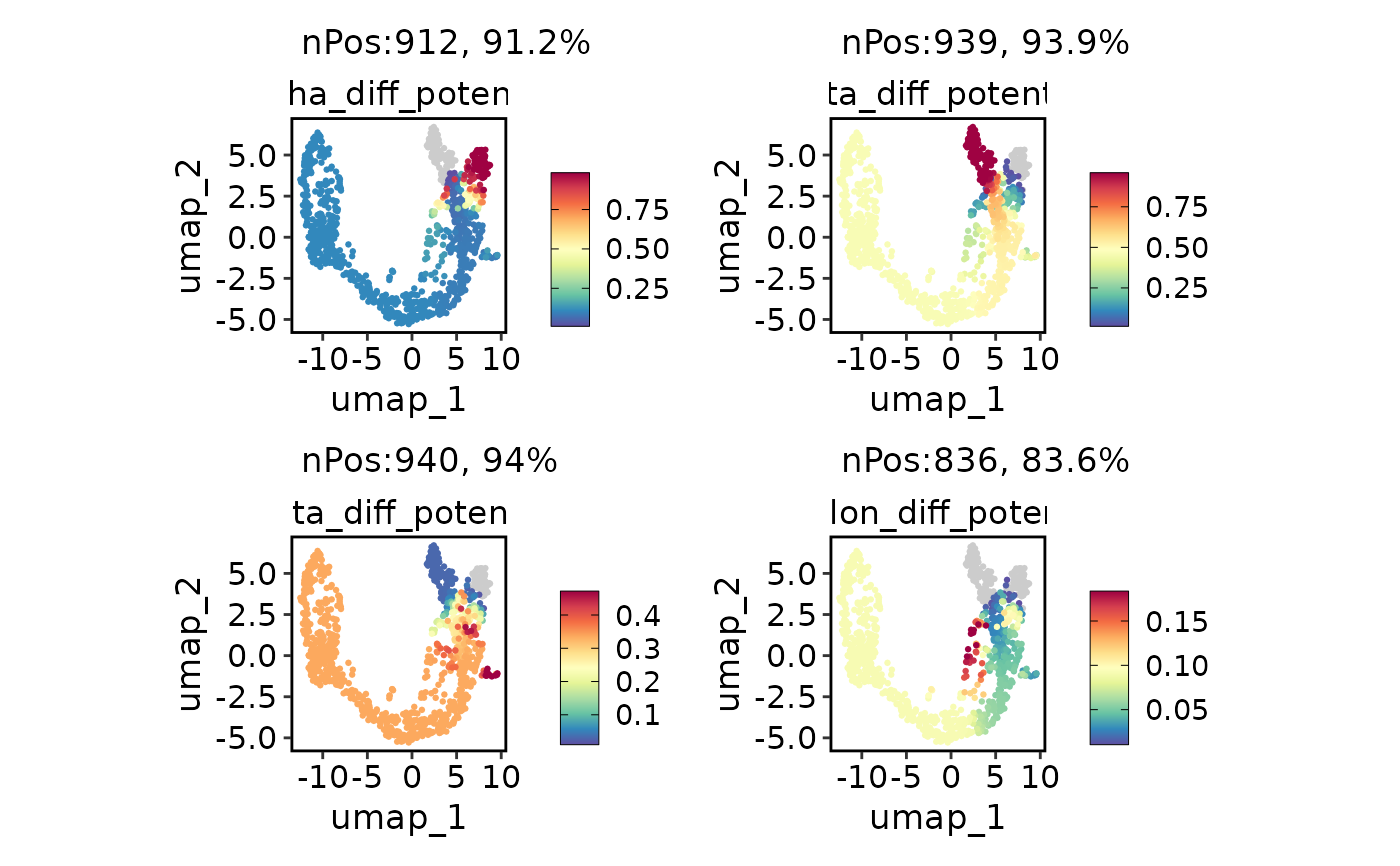 nPos:912, 91.2%
ha_diff_poten
umap_2
5.0
2.5
0.0
-2.5
-5.0
-10 -5 0 5 10
umap_1
0.75
0.50
0.25
nPos:939, 93.9%
ta_diff_potent
umap_2
5.0
2.5
0.0
-2.5
-5.0
-10 -5 0 5 10
umap_1
0.75
0.50
0.25
nPos:940, 94%
ta_diff_poten
umap_2
5.0
2.5
0.0
-2.5
-5.0
-10 -5 0 5 10
umap_1
0.4
0.3
0.2
0.1
nPos:836, 83.6%
lon_diff_poter
umap_2
5.0
2.5
0.0
-2.5
-5.0
-10 -5 0 5 10
umap_1
0.15
0.10
0.05